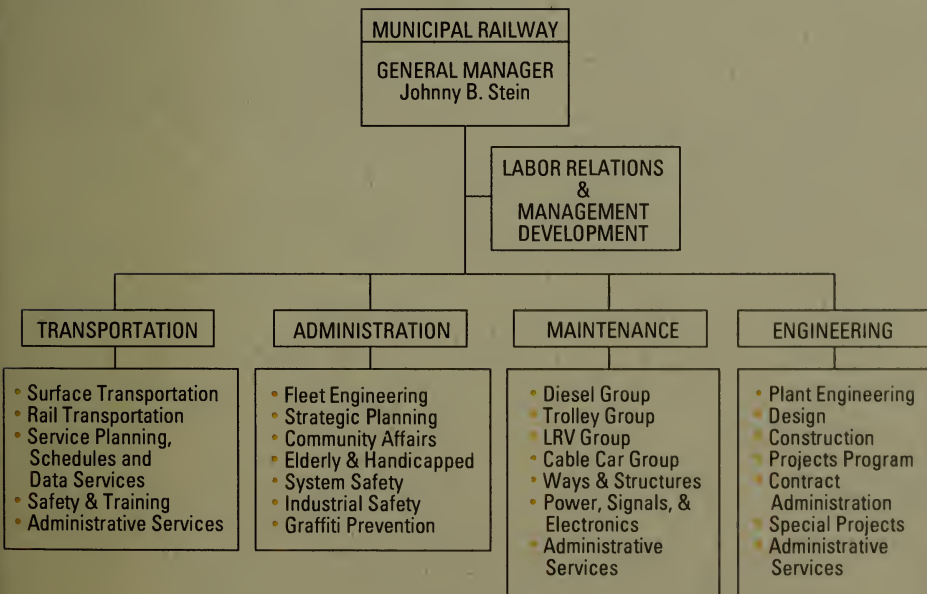 MUNICIPAL RAILWAY
GENERAL MANAGER
Johnny B. Stein
LABOR RELATIONS
&
MANAGEMENT
DEVELOPMENT
TRANSPORTATION
• Surface Transportation
• Rail Transportation
• Service Planning,
Schedules and
Data Services
• Safety & Training
• Administrative Services
ADMINISTRATION
• Fleet Engineering
• Strategic Planning
• Community Affairs
• Elderly & Handicapped
• System Safety
• Industrial Safety
• Graffiti Prevention
MAINTENANCE
• Diesel Group
• Trolley Group
• LRV Group
• Cable Car Group
• Ways & Structures
• Power, Signals, &
Electronics
• Administrative
Services
ENGINEERING
• Plant Engineering
• Design
• Construction
• Projects Program
• Contract
Administration
• Special Projects
• Administrative
Services